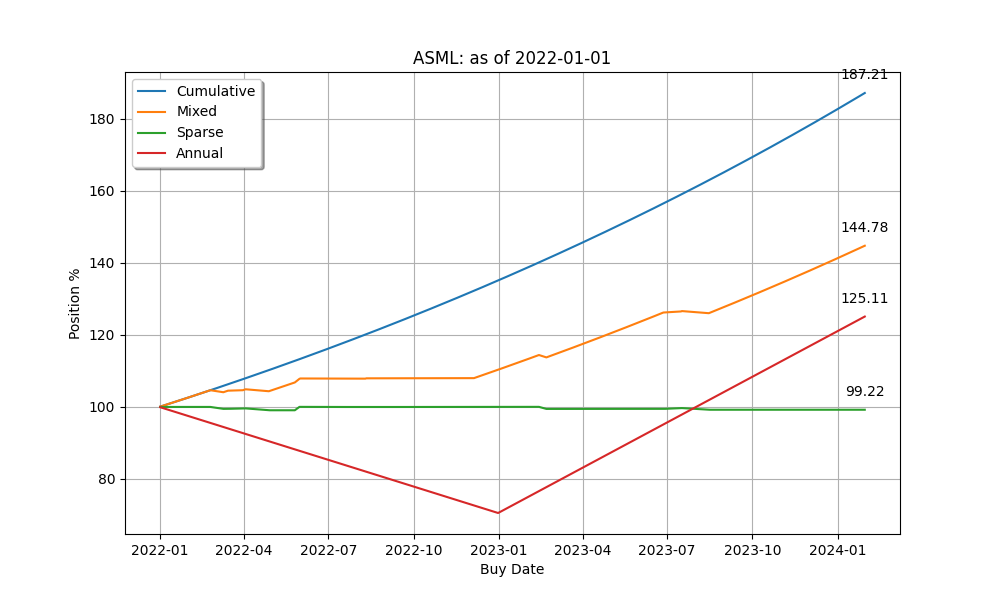 ASML: as of 2022-01-01
187.21
Cumulative
Mixed
Sparse
Annual
180
160
144.78
140
125.11
120
99.22
100
80
Position %
2022-01 2022-04 2022-07 2022-10 2023-01 2023-04 2023-07 2023-10 2024-01
Buy Date